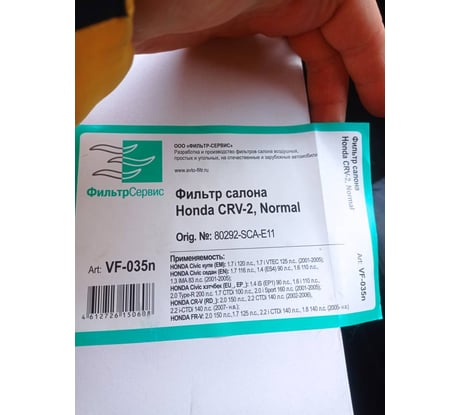 ООО «ФИЛЬТР-СЕРВИС»
Разработка и производство фильтров салона воздушных,
простых и угольных, на отечественные и зарубежные автомобили
www.avto-filtr.ru
ФильтрСервис
Фильтр салона
Honda CRV-2, Normal
Orig. №: 80292-SCA-E11
Art: VF-035n
4612726150608
Применяемость:
HONDA Civic купе (EM): 1.7 i 120 л.с., 1.7 i VTEC 125 л.с. (2001-2005);
HONDA Civic седан (EN): 1.7 116 л.с., 1.4 (ES4) 90 л.с., 1.6 110 л.с.,
1.3 IMA 83 л.с. (2001-2005);
HONDA Civic хэтчбек (EU_, EP_): 1.4 iS (EP1) 90 л.с., 1.6 i 110 л.с.,
2.0 Type-R 200 л.с., 1.7 CTDi 100 л.с., 2.0 i Sport 160 л.с. (2001-2005);
HONDA CR-V (RD_): 2.0 150 л.с., 2.2 CTDi 140 л.с. (2002-2006),
2.2 i-CTDi 140 л.с. (2007- н.в.);
HONDA FR-V: 2.0 150 л.с., 1.7 125 л.с., 2.2 i-CTDi 140 л.с., 1.8 140 л.с. (2007- н.в.)
Фильтр салона
Honda CRV-2, Normal
Art: VF-035n